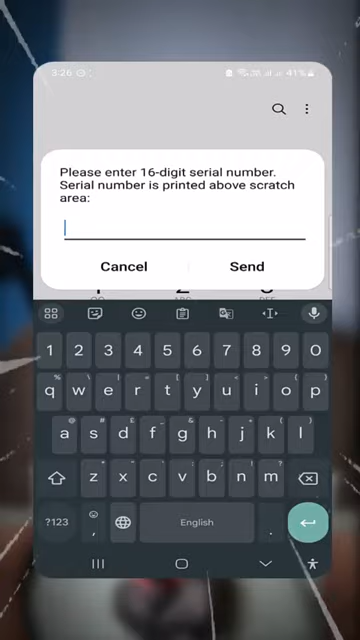 3:26
41%
Please enter 16-digit serial number.
Serial number is printed above scratch
area:
Cancel
Send
1 2 3 4 5 6 7 8 9 0
q w e r t y u i o p
a s d f g h j k l
z x c v b n m
?123
,
English
.